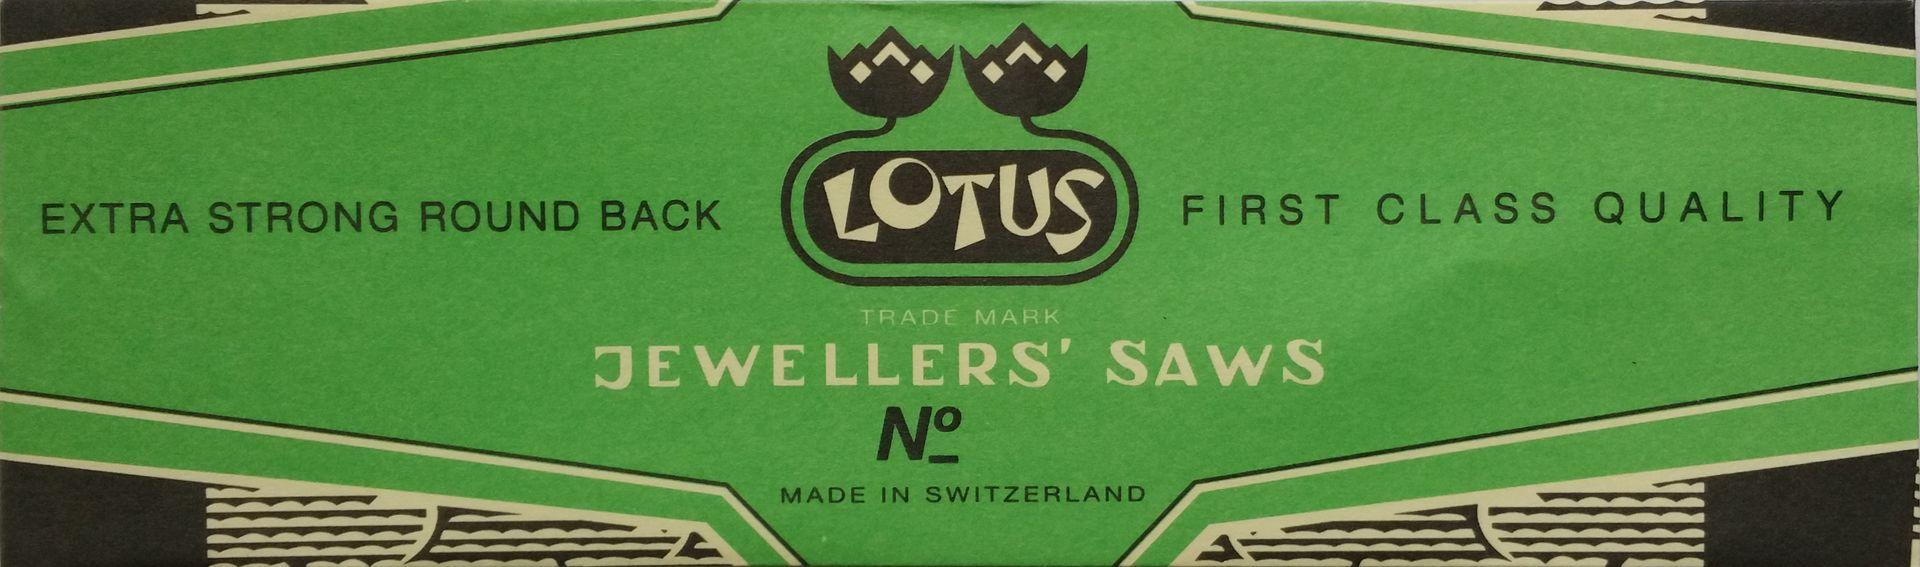 LOTUS
EXTRA STRONG ROUND BACK
FIRST CLASS QUALITY
TRADE MARK
JEWELLERS' SAWS
Nº
MADE IN SWITZERLAND